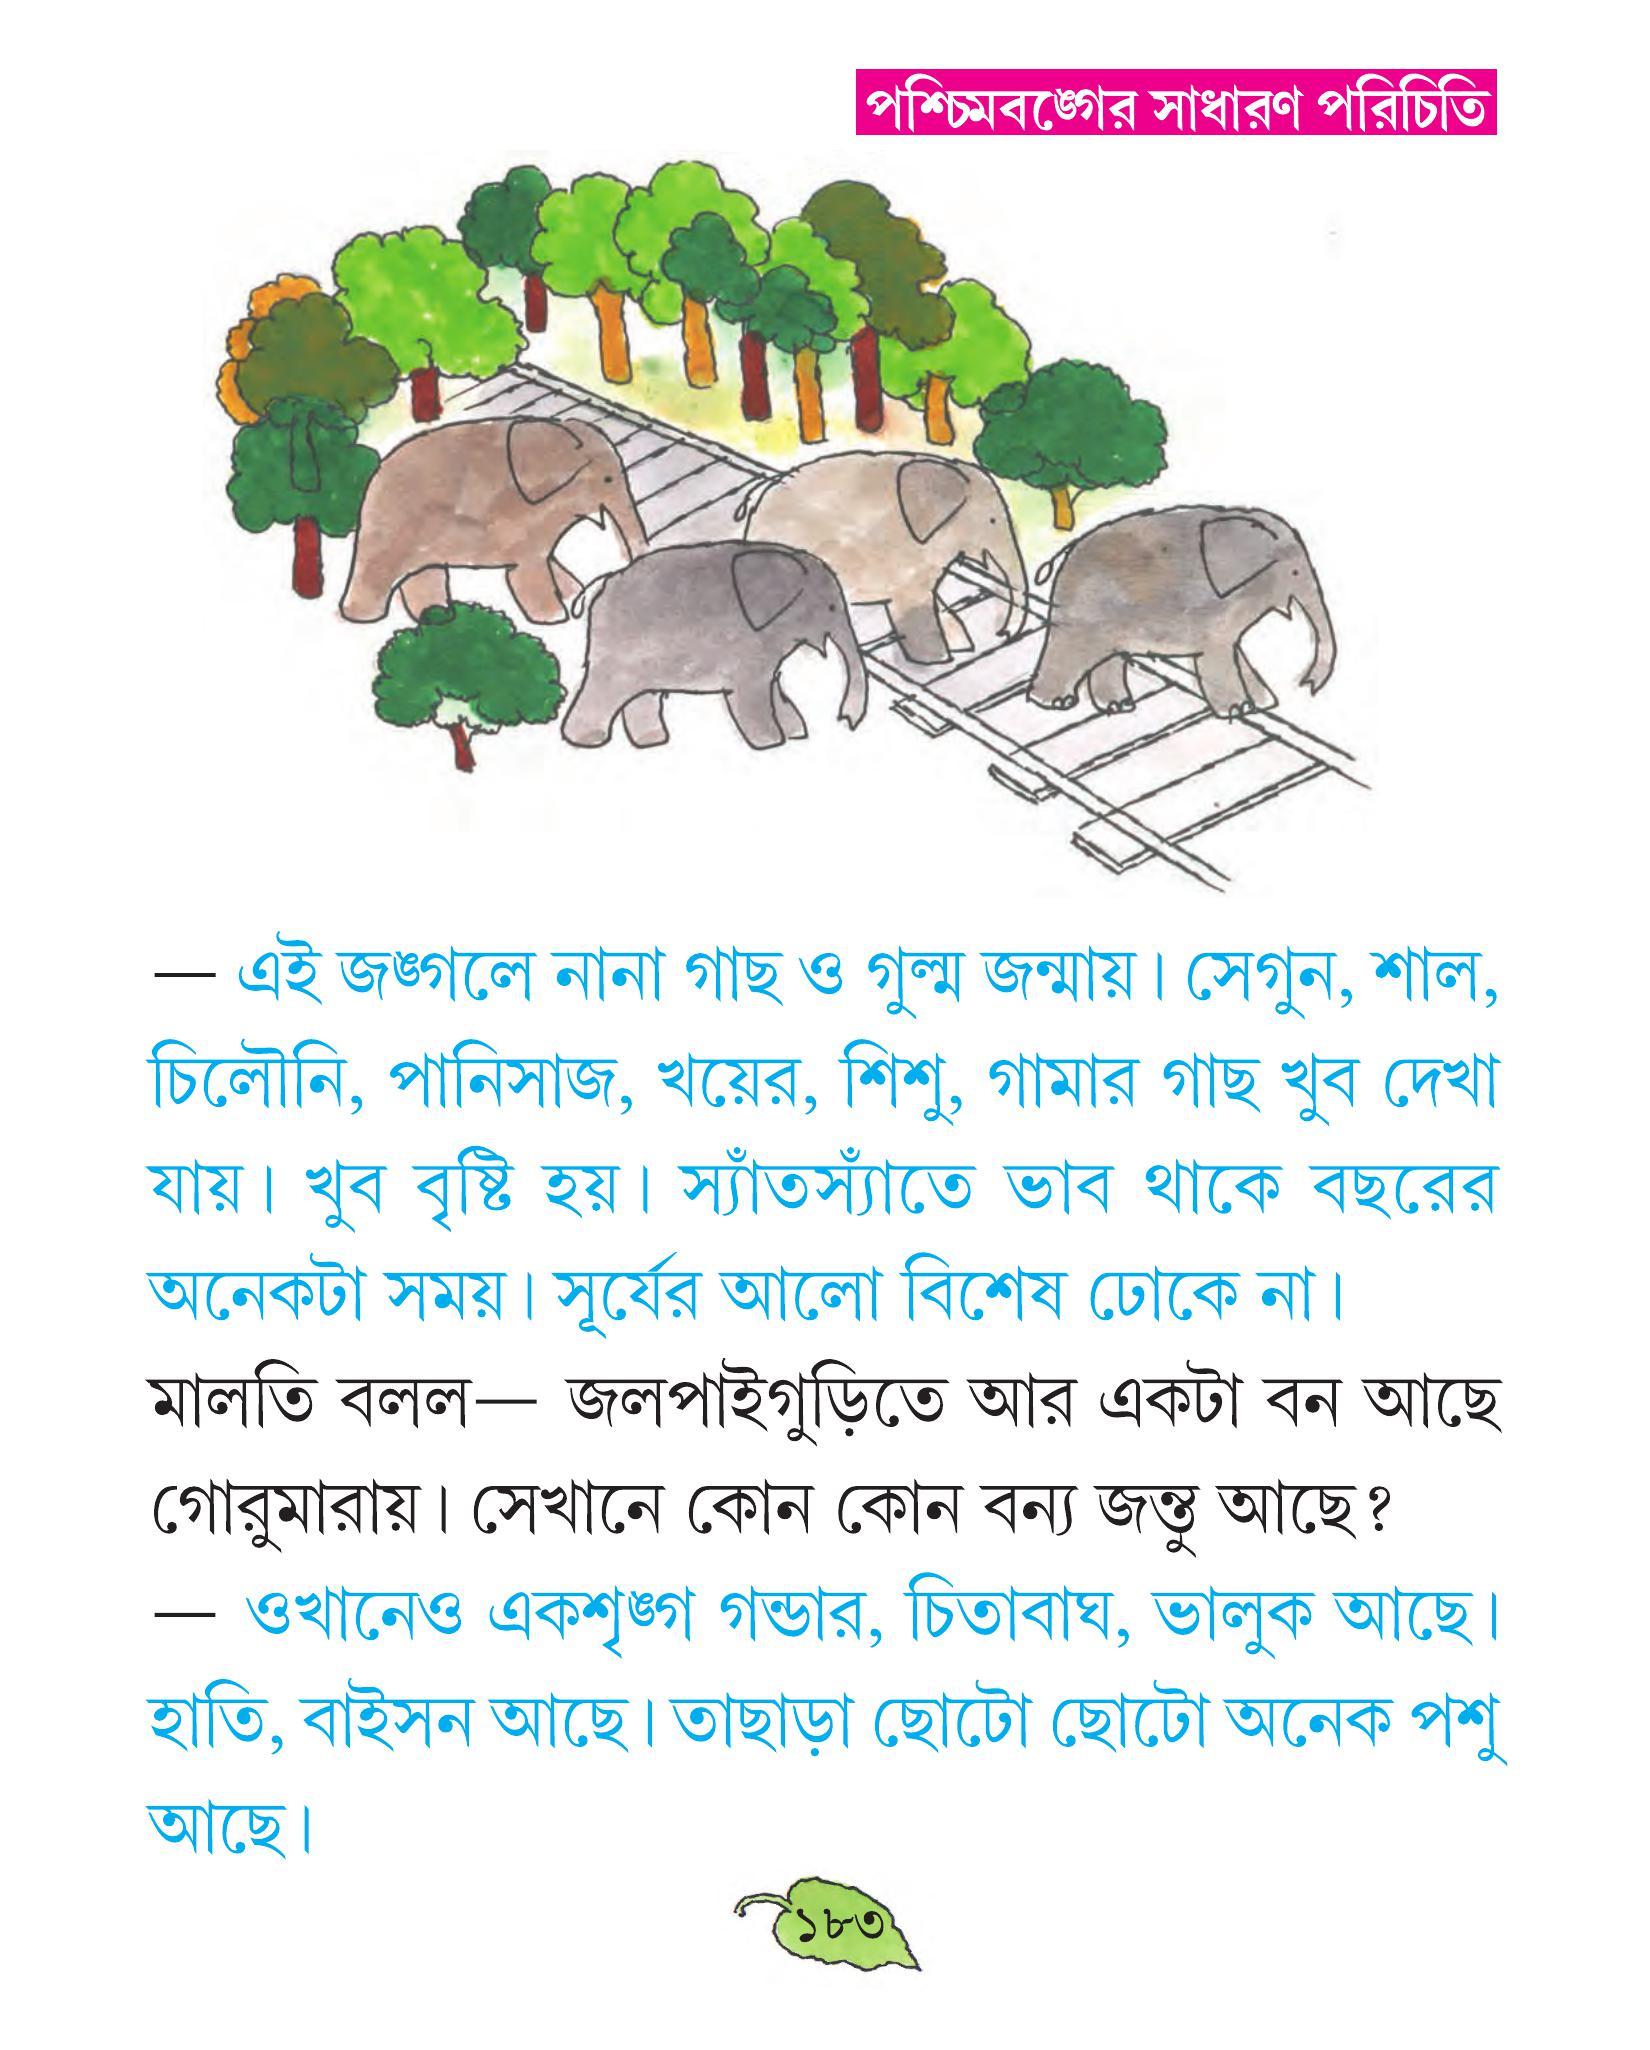 পশ্চিমবঙ্গের সাধারণ পরিচিতি
— এই জঙ্গলে নানা গাছ ও গুল্ম জন্মায়। সেগুন, শাল,
চিলৌনি, পানিসাজ, খয়ের, শিশু, গামার গাছ খুব দেখা
যায়। খুব বৃষ্টি হয়। স্যাঁতস্যাঁতে ভাব থাকে বছরের
অনেকটা সময়। সূর্যের আলো বিশেষ ঢোকে না।
মালতি বলল— জলপাইগুড়িতে আর একটা বন আছে
গোরুমারায়। সেখানে কোন কোন বন্য জন্তু আছে?
— ওখানেও একশৃঙ্গ গন্ডার, চিতাবাঘ, ভালুক আছে।
হাতি, বাইসন আছে। তাছাড়া ছোটো ছোটো অনেক পশু
আছে।
১৮৩